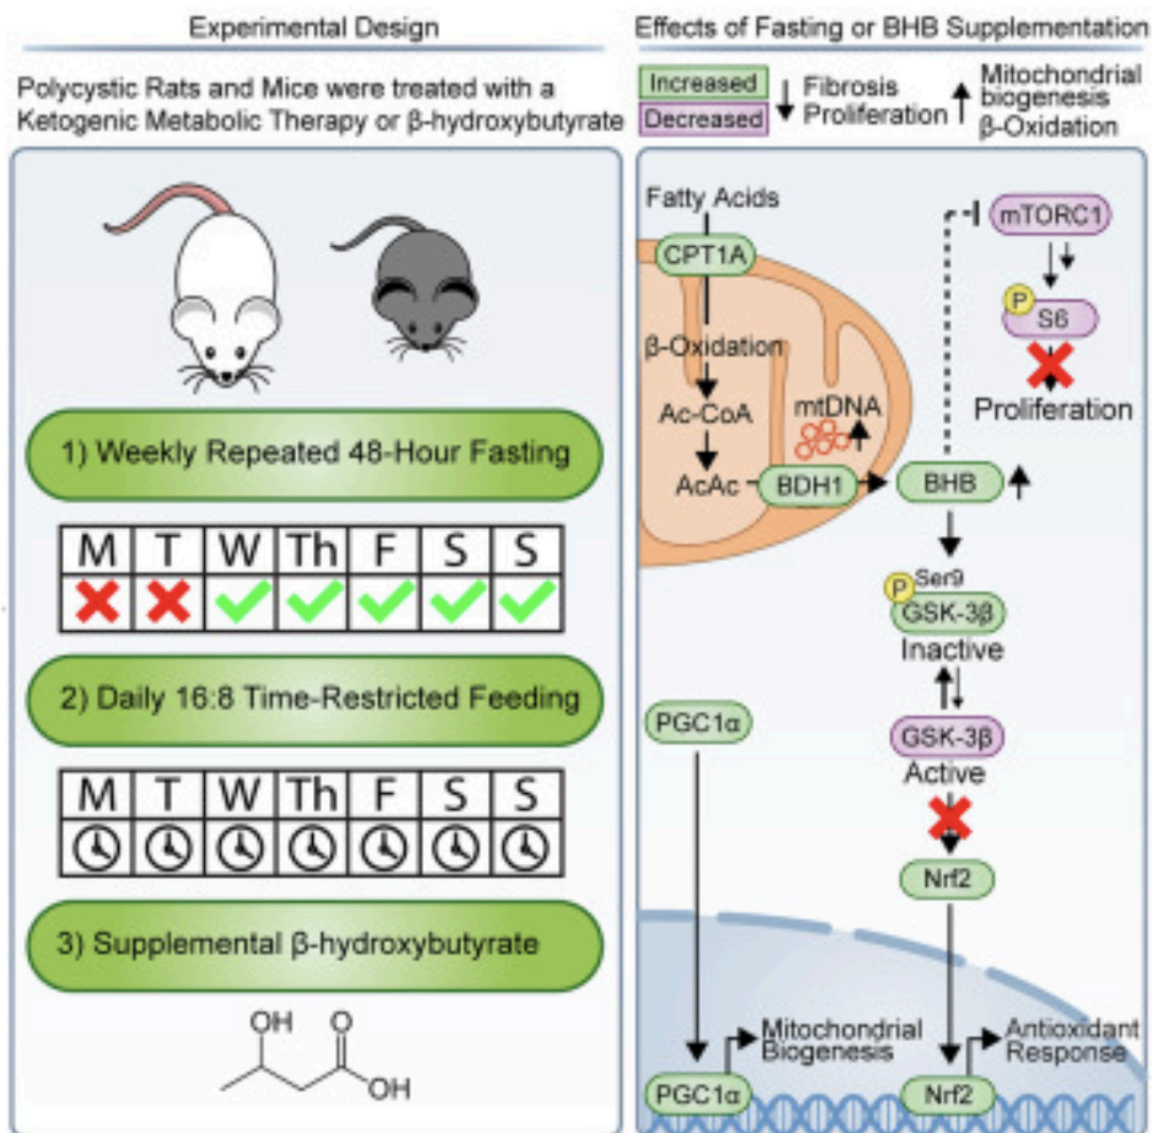 Experimental Design
Polycystic Rats and Mice were treated with a
Ketogenic Metabolic Therapy or β-hydroxybutyrate
1) Weekly Repeated 48-Hour Fasting
M T W Th F S S
2) Daily 16:8 Time-Restricted Feeding
M T W Th F S S
3) Supplemental β-hydroxybutyrate
OH O
OH
Effects of Fasting or BHB Supplementation
Increased
Decreased
Fibrosis
Proliferation
Mitochondrial
biogenesis
β-Oxidation
Fatty Acids
CPT1A
β-Oxidation
Ac-CoA
AcAc
mtDNA
BDH1
BHB
mTORC1
P
S6
Proliferation
P
Ser9
GSK-3β
Inactive
GSK-3β
Active
Nrf2
PGC1α
Mitochondrial
Biogenesis
PGC1α
Antioxidant
Response
Nrf2